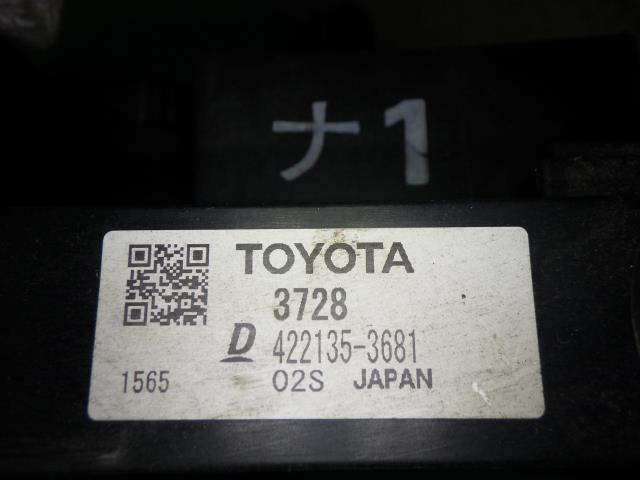 ナ1
TOYOTA
3728
D 422135-3681
1565 02S JAPAN